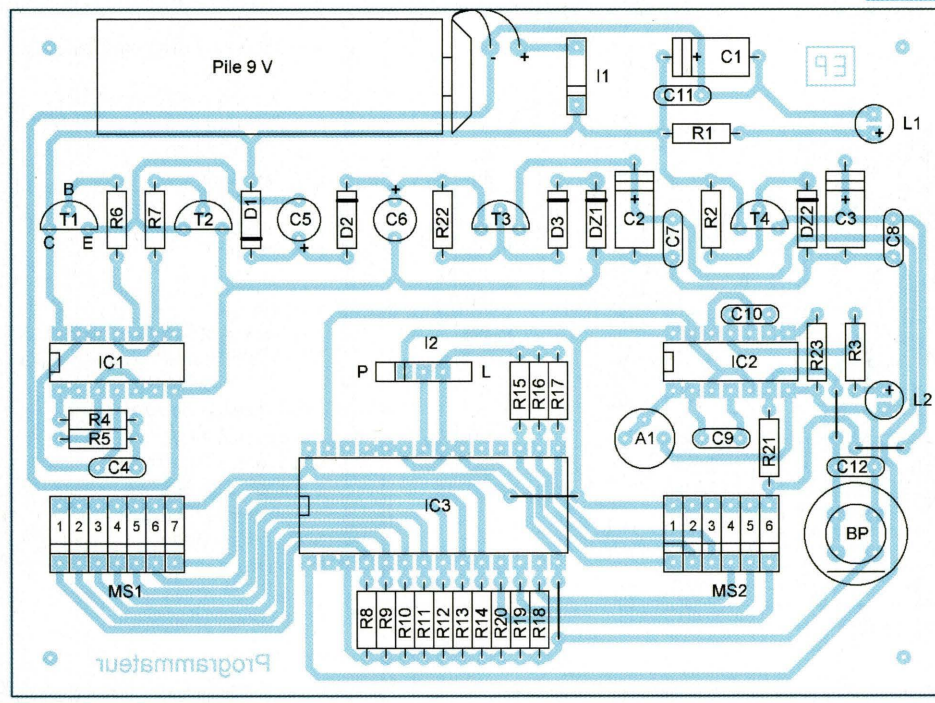 Pile 9 V
-
+
I1
+
C1
EP
C11
R1
L1
+
B
T1
C
E
R6
R7
T2
D1
C5
+
D2
+
C6
R22
T3
D3
DZ1
+
C2
C7
R2
T4
DZ2
+
C3
C8
IC1
I2
P
L
R15
R16
R17
C10
IC2
R23
R3
+
L2
R4
R5
C4
A1
C9
R21
C12
IC3
1 2 3 4 5 6 7
MS1
1 2 3 4 5 6
MS2
BP
R8
R9
R10
R11
R12
R13
R14
R20
R19
R18
Programmateur